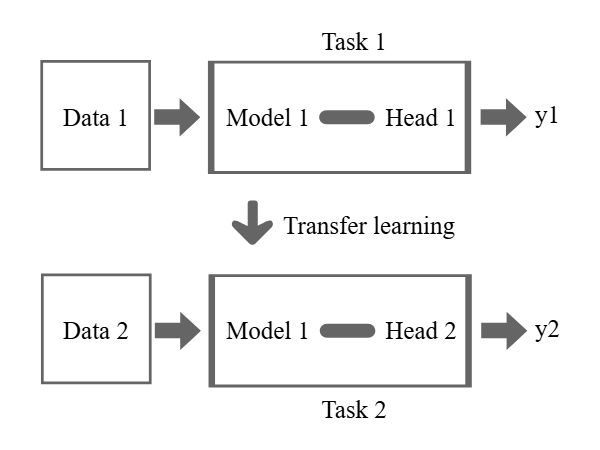 Task 1
Data 1
Model 1
Head 1
y1
Transfer learning
Data 2
Model 1
Head 2
y2
Task 2